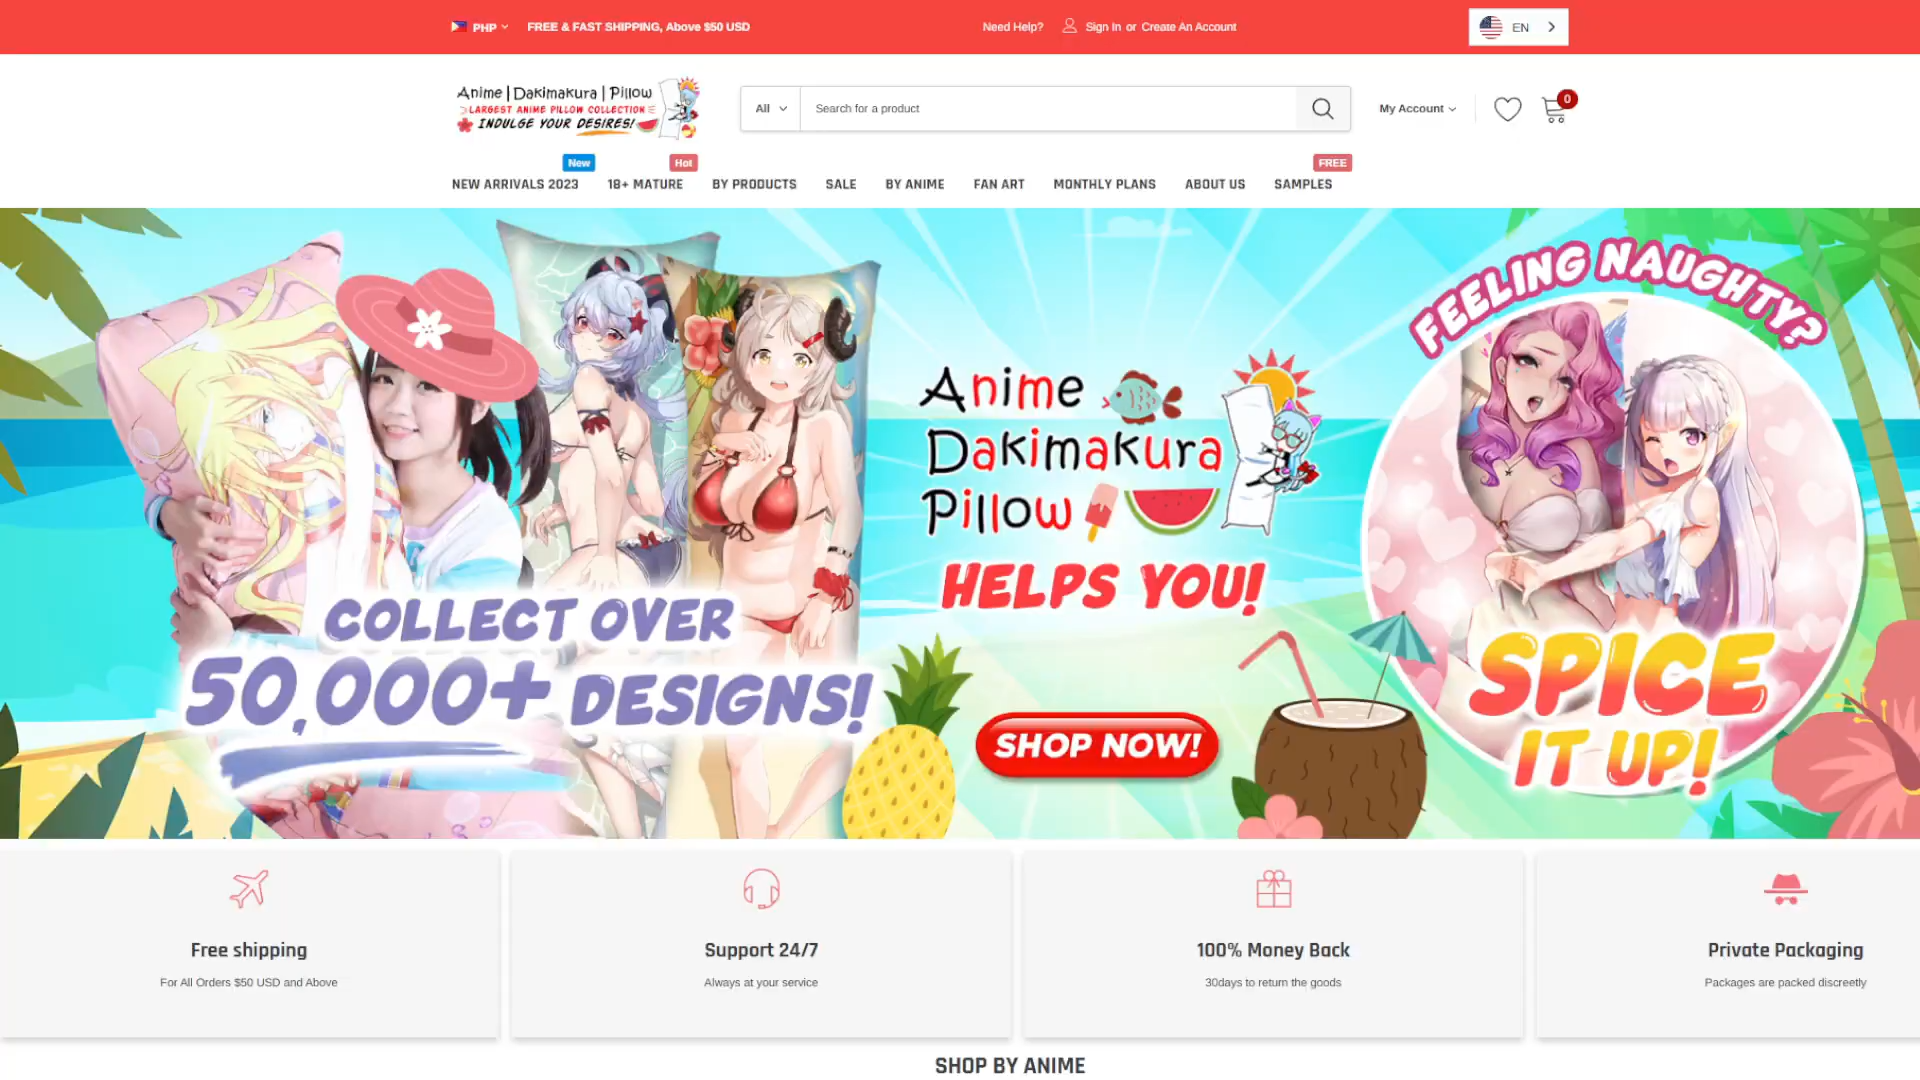 PHP
FREE & FAST SHIPPING, Above $50 USD
Need Help?
Sign In or Create An Account
EN
Anime | Dakimakura | Pillow
LARGEST ANIME PILLOW COLLECTION
INDULGE YOUR DESIRES!
All
Search for a product
My Account
0
New
Hot
FREE
NEW ARRIVALS 2023
18+ MATURE
BY PRODUCTS
SALE
BY ANIME
FAN ART
MONTHLY PLANS
ABOUT US
SAMPLES
COLLECT OVER
50,000+ DESIGNS!
Anime
Dakimakura
Pillow
HELPS YOU!
SHOP NOW!
FEELING NAUGHTY?
SPICE
IT UP!
Free shipping
For All Orders $50 USD and Above
Support 24/7
Always at your service
100% Money Back
30days to return the goods
Private Packaging
Packages are packed discreetly
SHOP BY ANIME